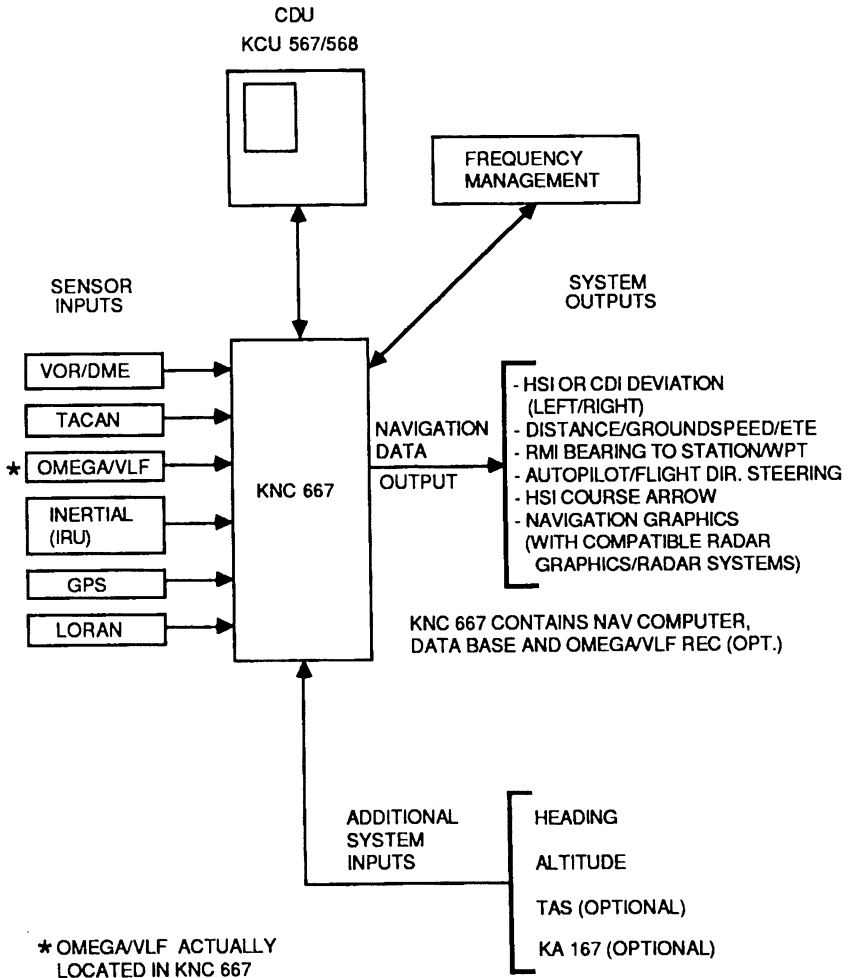 CDU
KCU 567/568
FREQUENCY
MANAGEMENT
SENSOR
INPUTS
SYSTEM
OUTPUTS
VOR/DME
TACAN
* OMEGA/VLF
INERTIAL
(IRU)
GPS
LORAN
KNC 667
NAVIGATION
DATA
OUTPUT
- HSI OR CDI DEVIATION
(LEFT/RIGHT)
- DISTANCE/GROUNDSPEED/ETE
- RMI BEARING TO STATION/WPT
- AUTOPILOT/FLIGHT DIR. STEERING
- HSI COURSE ARROW
- NAVIGATION GRAPHICS
(WITH COMPATIBLE RADAR
GRAPHICS/RADAR SYSTEMS)
KNC 667 CONTAINS NAV COMPUTER,
DATA BASE AND OMEGA/VLF REC (OPT.)
ADDITIONAL
SYSTEM
INPUTS
HEADING
ALTITUDE
TAS (OPTIONAL)
KA 167 (OPTIONAL)
* OMEGA/VLF ACTUALLY
LOCATED IN KNC 667